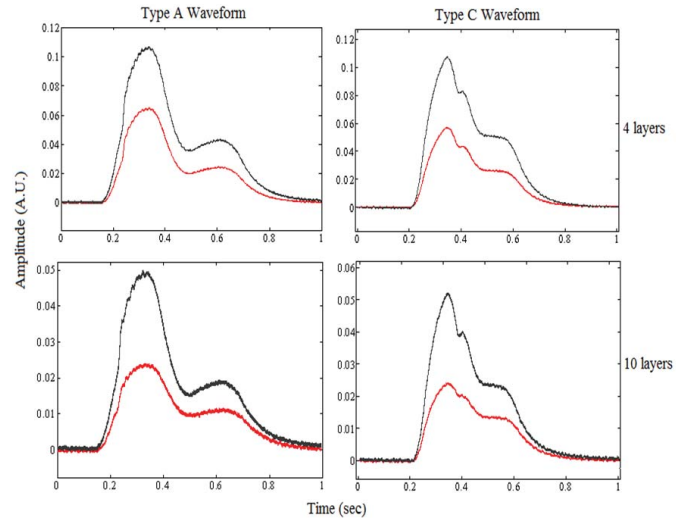 Type A Waveform
Type C Waveform
0.12
0.1
0.08
0.06
0.04
0.02
0
0 0.2 0.4 0.6 0.8 1
0.12
0.1
0.08
0.06
0.04
0.02
0
0 0.2 0.4 0.6 0.8 1
4 layers
Amplitude (A.U.)
0.05
0.04
0.03
0.02
0.01
0
0 0.2 0.4 0.6 0.8 1
0.06
0.05
0.04
0.03
0.02
0.01
0
0 0.2 0.4 0.6 0.8 1
10 layers
Time (sec)